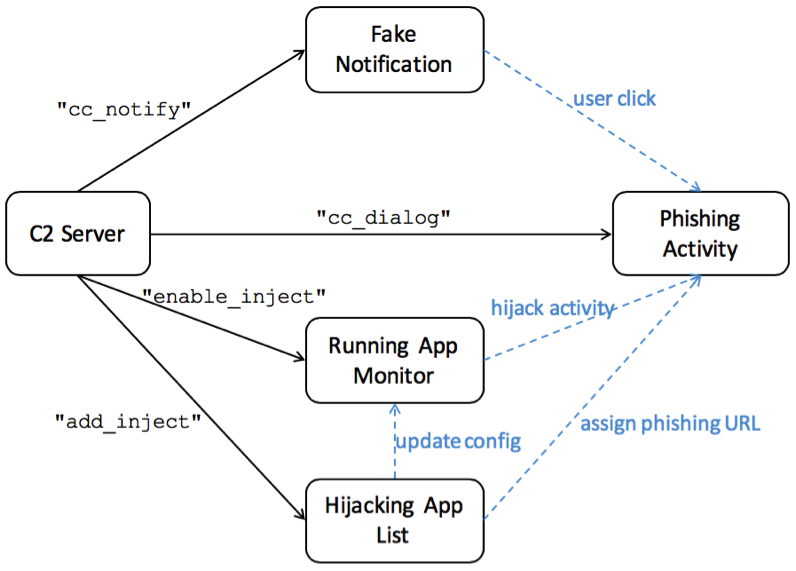 Fake
Notification
"cc_notify"
user click
C2 Server
"cc_dialog"
Phishing
Activity
"enable_inject"
hijack activity
Running App
Monitor
"add_inject"
update config
assign phishing URL
Hijacking App
List